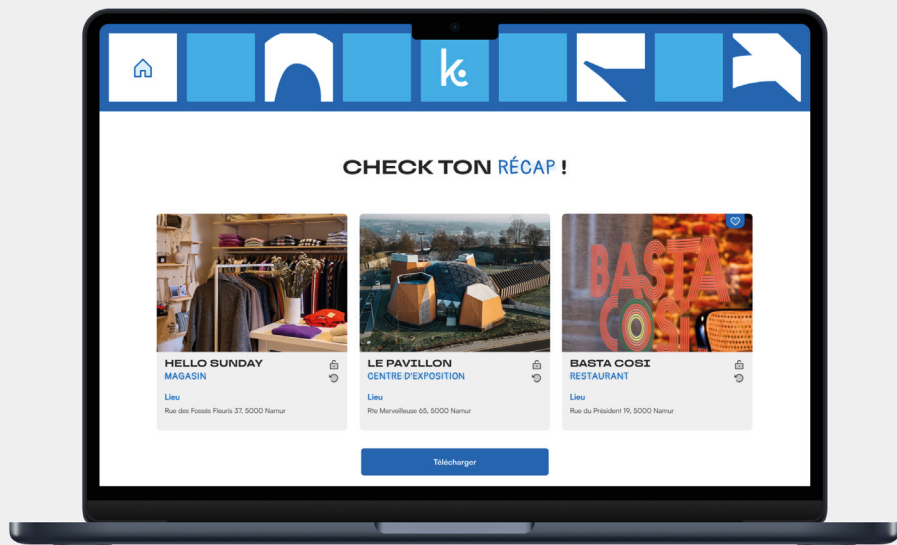 k
CHECK TON RÉCAP !
BASTA
COSI
HELLO SUNDAY
MAGASIN
Lieu
Rue des Fossés Fleuris 37, 5000 Namur
LE PAVILLON
CENTRE D'EXPOSITION
Lieu
Rte Merveilleuse 65, 5000 Namur
BASTA COSI
RESTAURANT
Lieu
Rue du Président 19, 5000 Namur
Télécharger